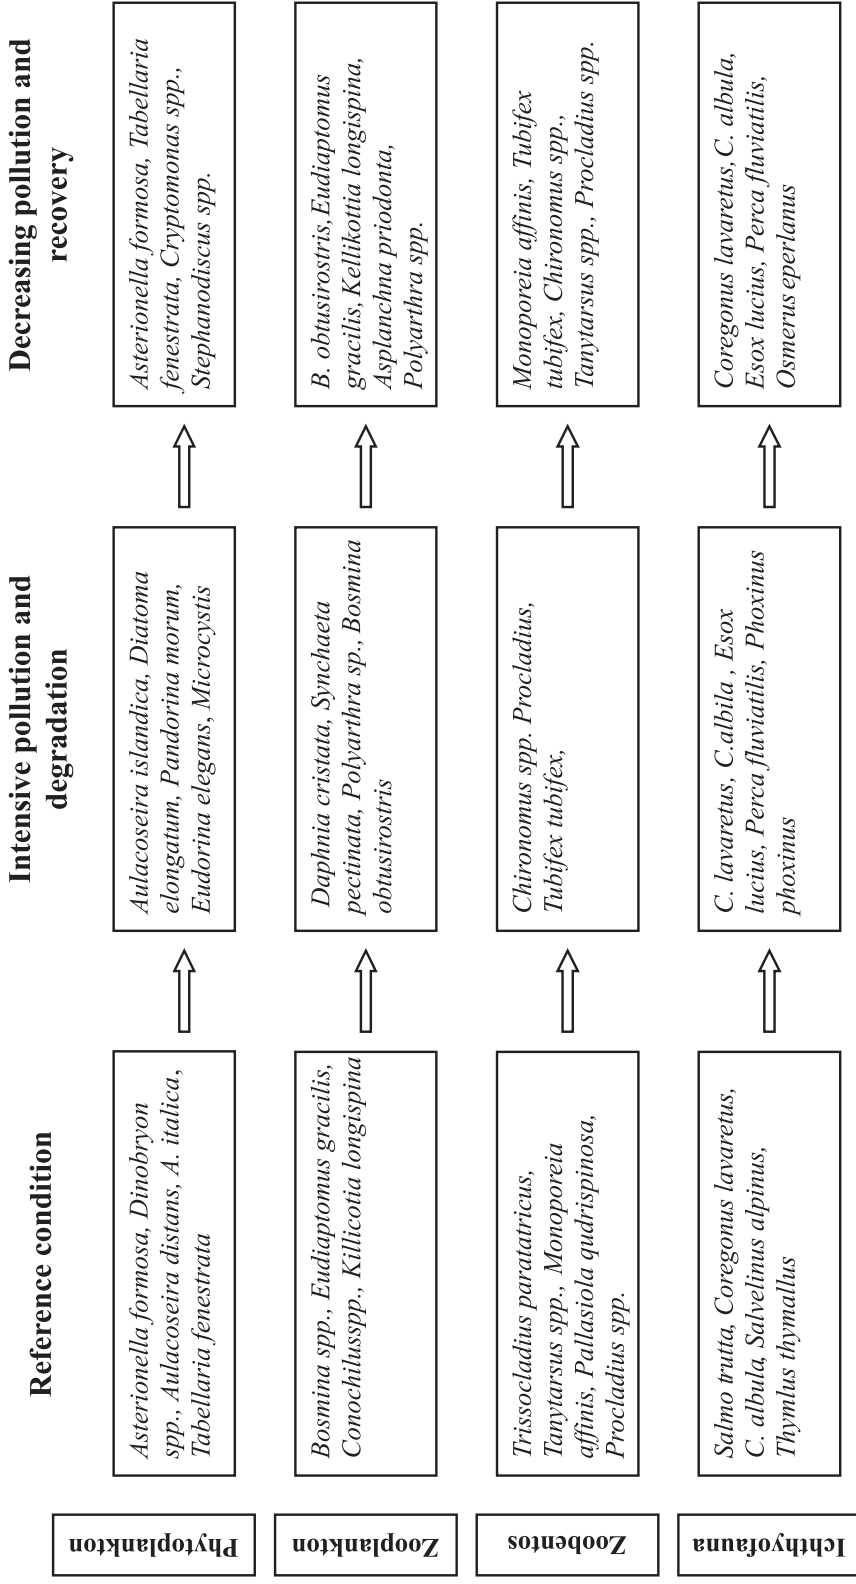 Reference condition
Intensive pollution and
degradation
Decreasing pollution and
recovery
Phytoplankton
Asterionella formosa, Dinobryon
spp., Aulacoseira distans, A. italica,
Tabellaria fenestrata
Aulacoseira islandica, Diatoma
elongatum, Pandorina morum,
Eudorina elegans, Microcystis
Asterionella formosa, Tabellaria
fenestrata, Cryptomonas spp.,
Stephanodiscus spp.
Zooplankton
Bosmina spp., Eudiaptomus gracilis,
Conochilusspp., Killicotia longispina
Daphnia cristata, Synchaeta
pectinata, Polyarthra sp., Bosmina
obtusirostris
B. obtusirostris, Eudiaptomus
gracilis, Kellikottia longispina,
Asplanchna priodonta,
Polyarthra spp.
Zoobentos
Trissocladius paratatricus,
Tanytarsus spp., Monoporeia
affinis, Pallasiola qudrispinosa,
Procladius spp.
Chironomus spp. Procladius,
Tubifex tubifex,
Monoporeia affinis, Tubifex
tubifex, Chironomus spp.,
Tanytarsus spp., Procladius spp.
Ichthyofauna
Salmo trutta, Coregonus lavaretus,
C. albula, Salvelinus alpinus,
Thymlus thymallus
C. lavaretus, C.albila , Esox
lucius, Perca fluviatilis, Phoxinus
phoxinus
Coregonus lavaretus, C. albula,
Esox lucius, Perca fluviatilis,
Osmerus eperlanus